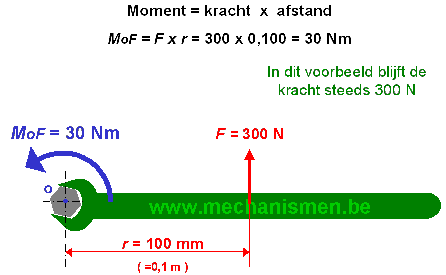 Moment = kracht x afstand
MoF = F x r = 300 x 0,100 = 30 Nm
In dit voorbeeld blijft de
kracht steeds 300 N
MoF = 30 Nm
F = 300 N
o
www.mechanismen.be
r = 100 mm
( =0,1 m )